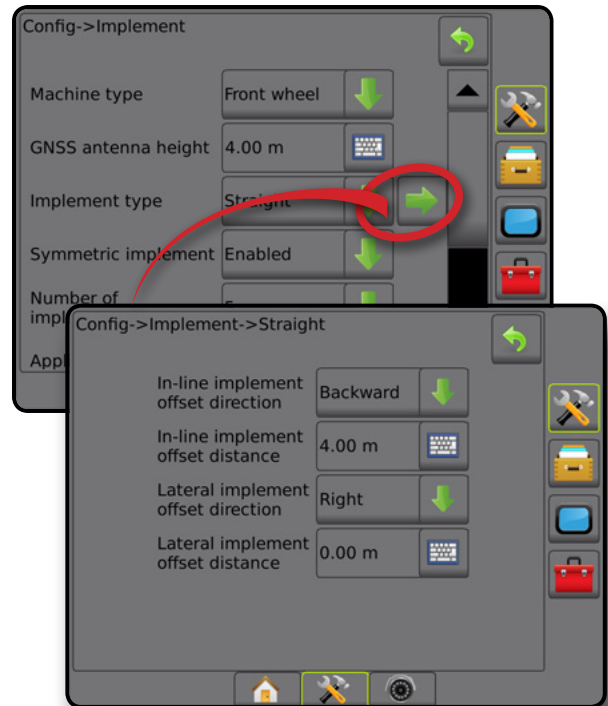 Config->Implement
Machine type Front wheel
GNSS antenna height 4.00 m
Implement type Straight
Symmetric implement Enabled
Number of
Config->Implement->Straight
In-line implement
offset direction Backward
In-line implement
offset distance 4.00 m
Lateral implement
offset direction Right
Lateral implement
offset distance 0.00 m